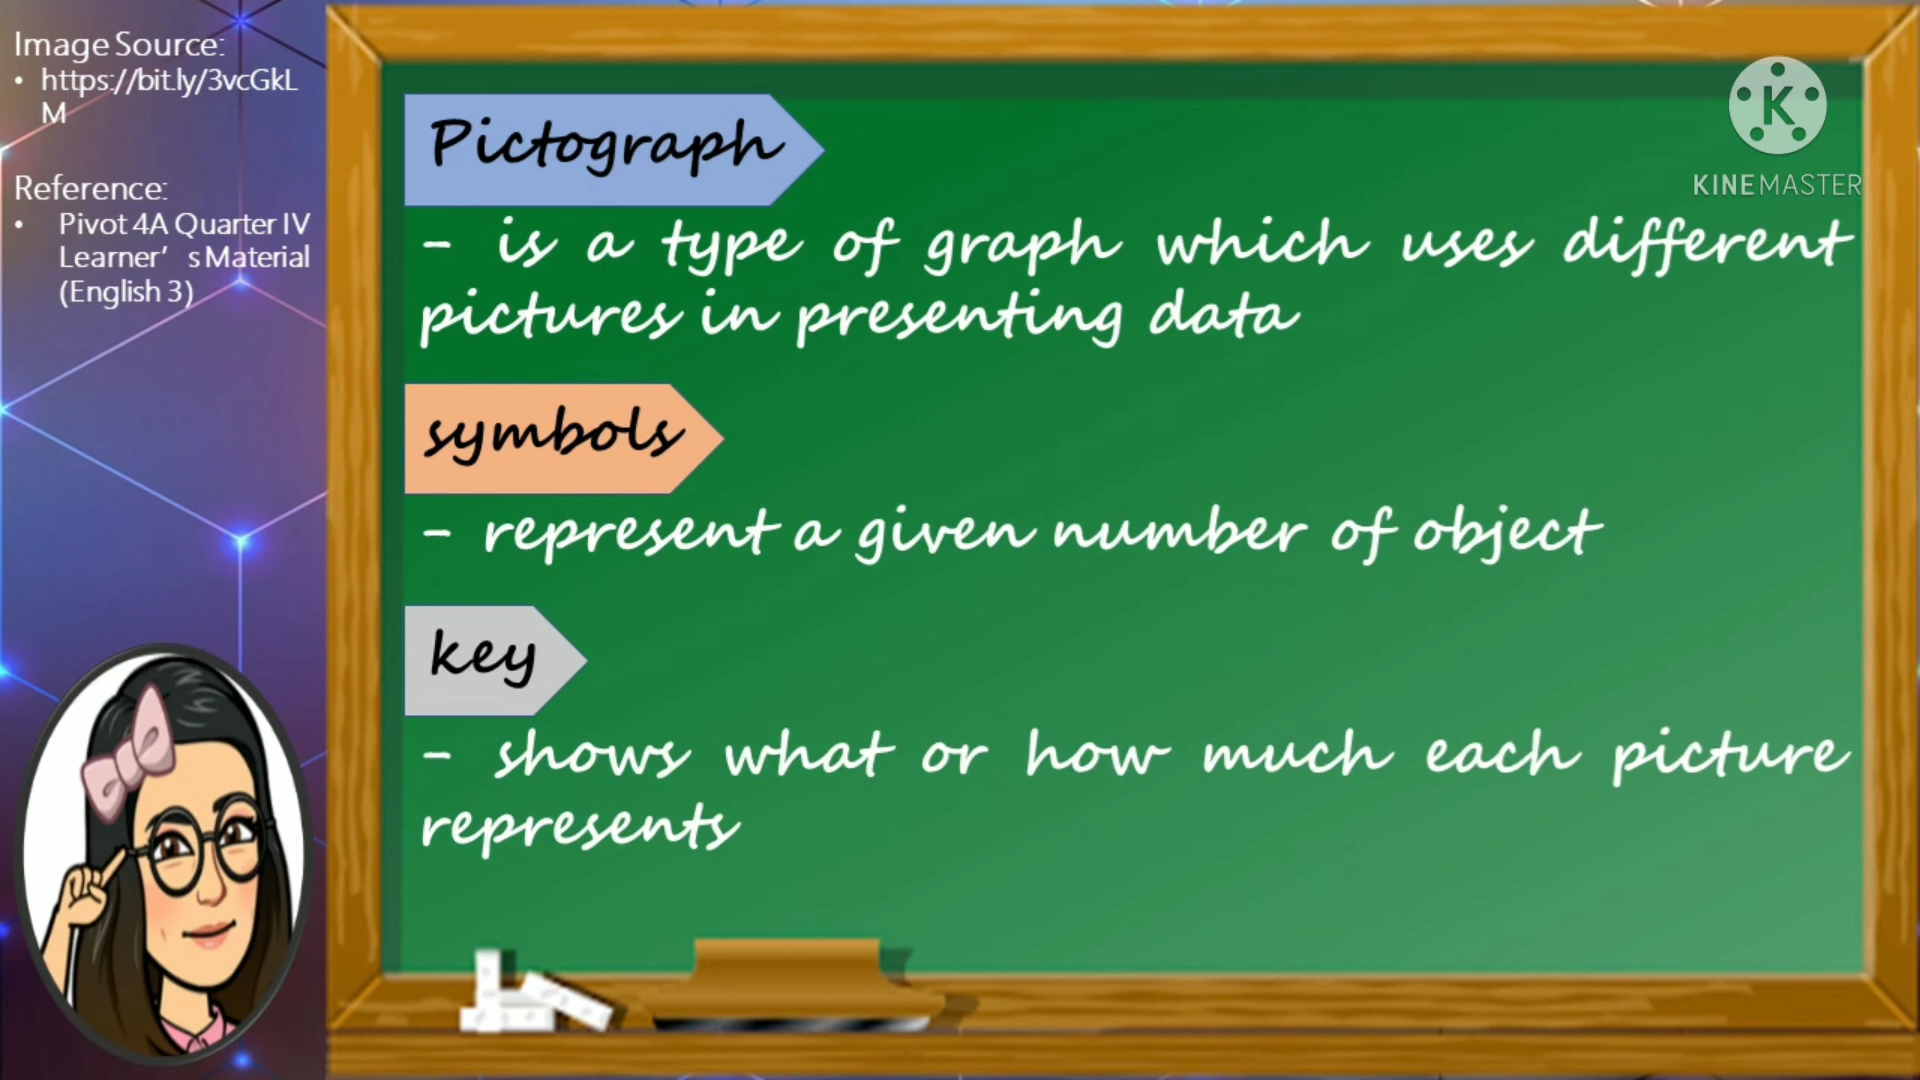 Image Source:
• https://bit.ly/3vcGkL
M
Reference:
• Pivot 4A Quarter IV
Learner’ s Material
(English 3)
KINEMASTER
Pictograph
- is a type of graph which uses different
pictures in presenting data
symbols
- represent a given number of object
key
- shows what or how much each picture
represents